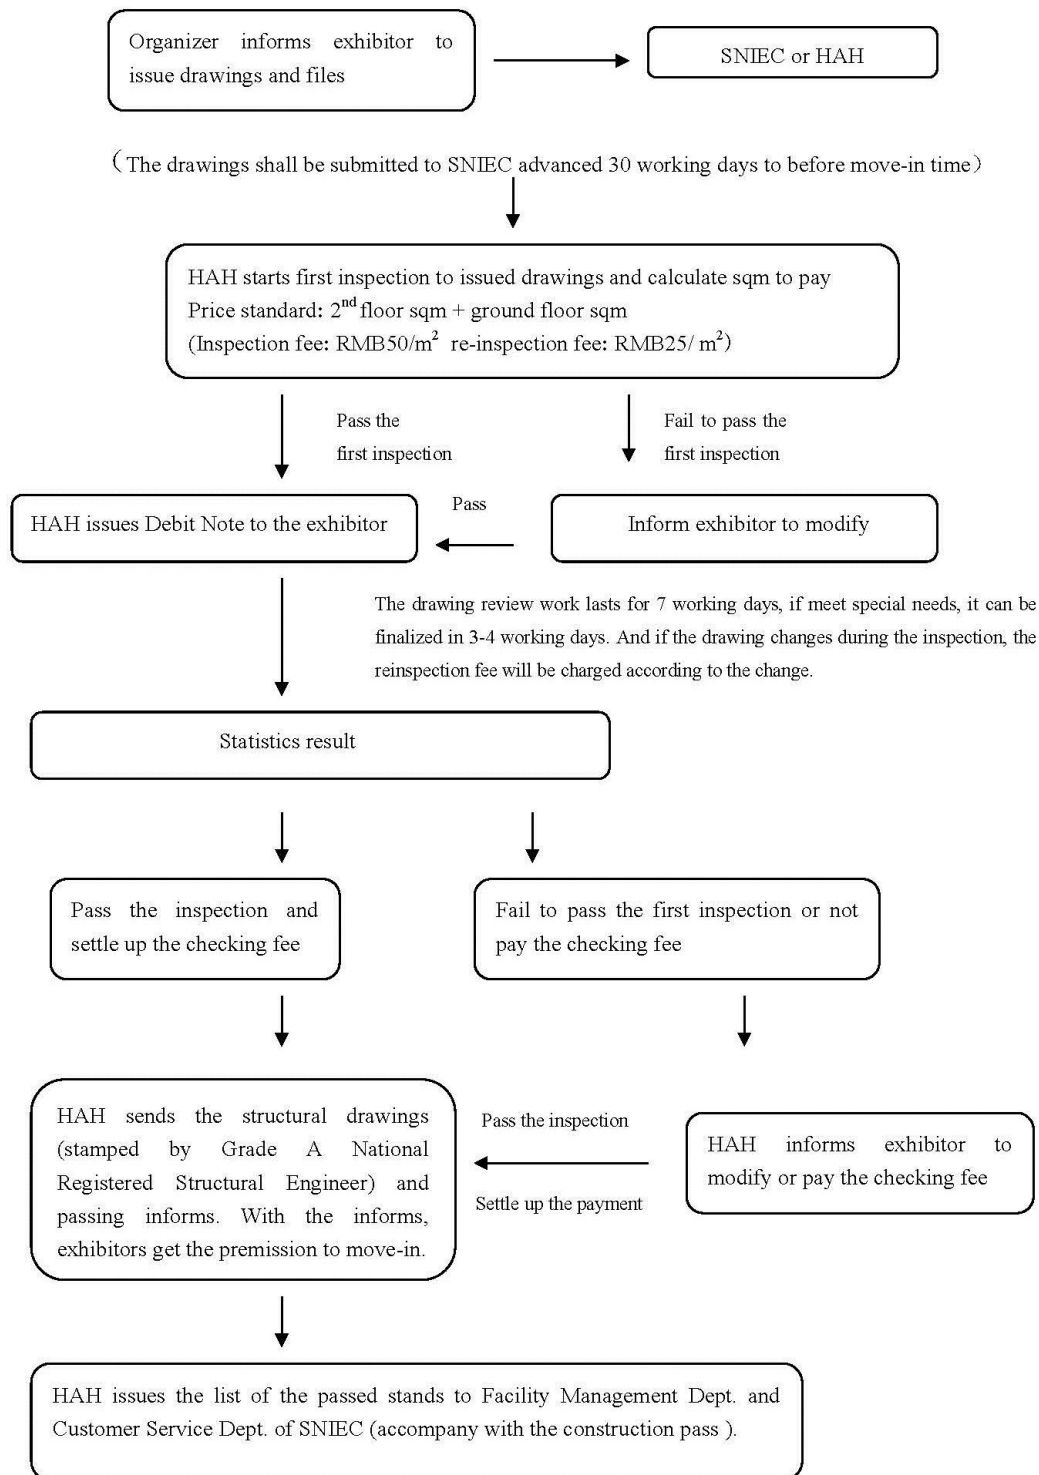 Organizer informs exhibitor to
issue drawings and files
SNIEC or HAH
（The drawings shall be submitted to SNIEC advanced 30 working days to before move-in time）
HAH starts first inspection to issued drawings and calculate sqm to pay
Price standard: 2nd floor sqm + ground floor sqm
(Inspection fee: RMB50/m² re-inspection fee: RMB25/ m²）
Pass the
first inspection
Fail to pass the
first inspection
HAH issues Debit Note to the exhibitor
Pass
Inform exhibitor to modify
The drawing review work lasts for 7 working days, if meet special needs, it can be
finalized in 3-4 working days. And if the drawing changes during the inspection, the
reinspection fee will be charged according to the change.
Statistics result
Pass the inspection and
settle up the checking fee
Fail to pass the first inspection or not
pay the checking fee
HAH sends the structural drawings
(stamped by Grade A National
Registered Structural Engineer) and
passing informs. With the informs,
exhibitors get the premission to move-in.
Pass the inspection
Settle up the payment
HAH informs exhibitor to
modify or pay the checking fee
HAH issues the list of the passed stands to Facility Management Dept. and
Customer Service Dept. of SNIEC (accompany with the construction pass ).